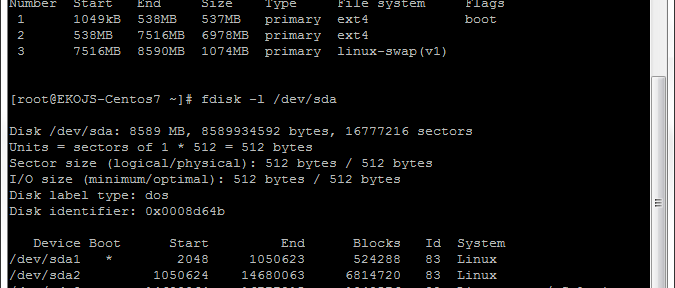 Number Start End Size Type File system Flags
1 1049kB 538MB 537MB primary ext4 boot
2 538MB 7516MB 6978MB primary ext4
3 7516MB 8590MB 1074MB primary linux-swap(v1)
[root@EKOJS-Centos7 ~]# fdisk -l /dev/sda
Disk /dev/sda: 8589 MB, 8589934592 bytes, 16777216 sectors
Units = sectors of 1 * 512 = 512 bytes
Sector size (logical/physical): 512 bytes / 512 bytes
I/O size (minimum/optimal): 512 bytes / 512 bytes
Disk label type: dos
Disk identifier: 0x0008d64b
Device Boot Start End Blocks Id System
/dev/sda1 * 2048 1050623 524288 83 Linux
/dev/sda2 1050624 14680063 6814720 83 Linux